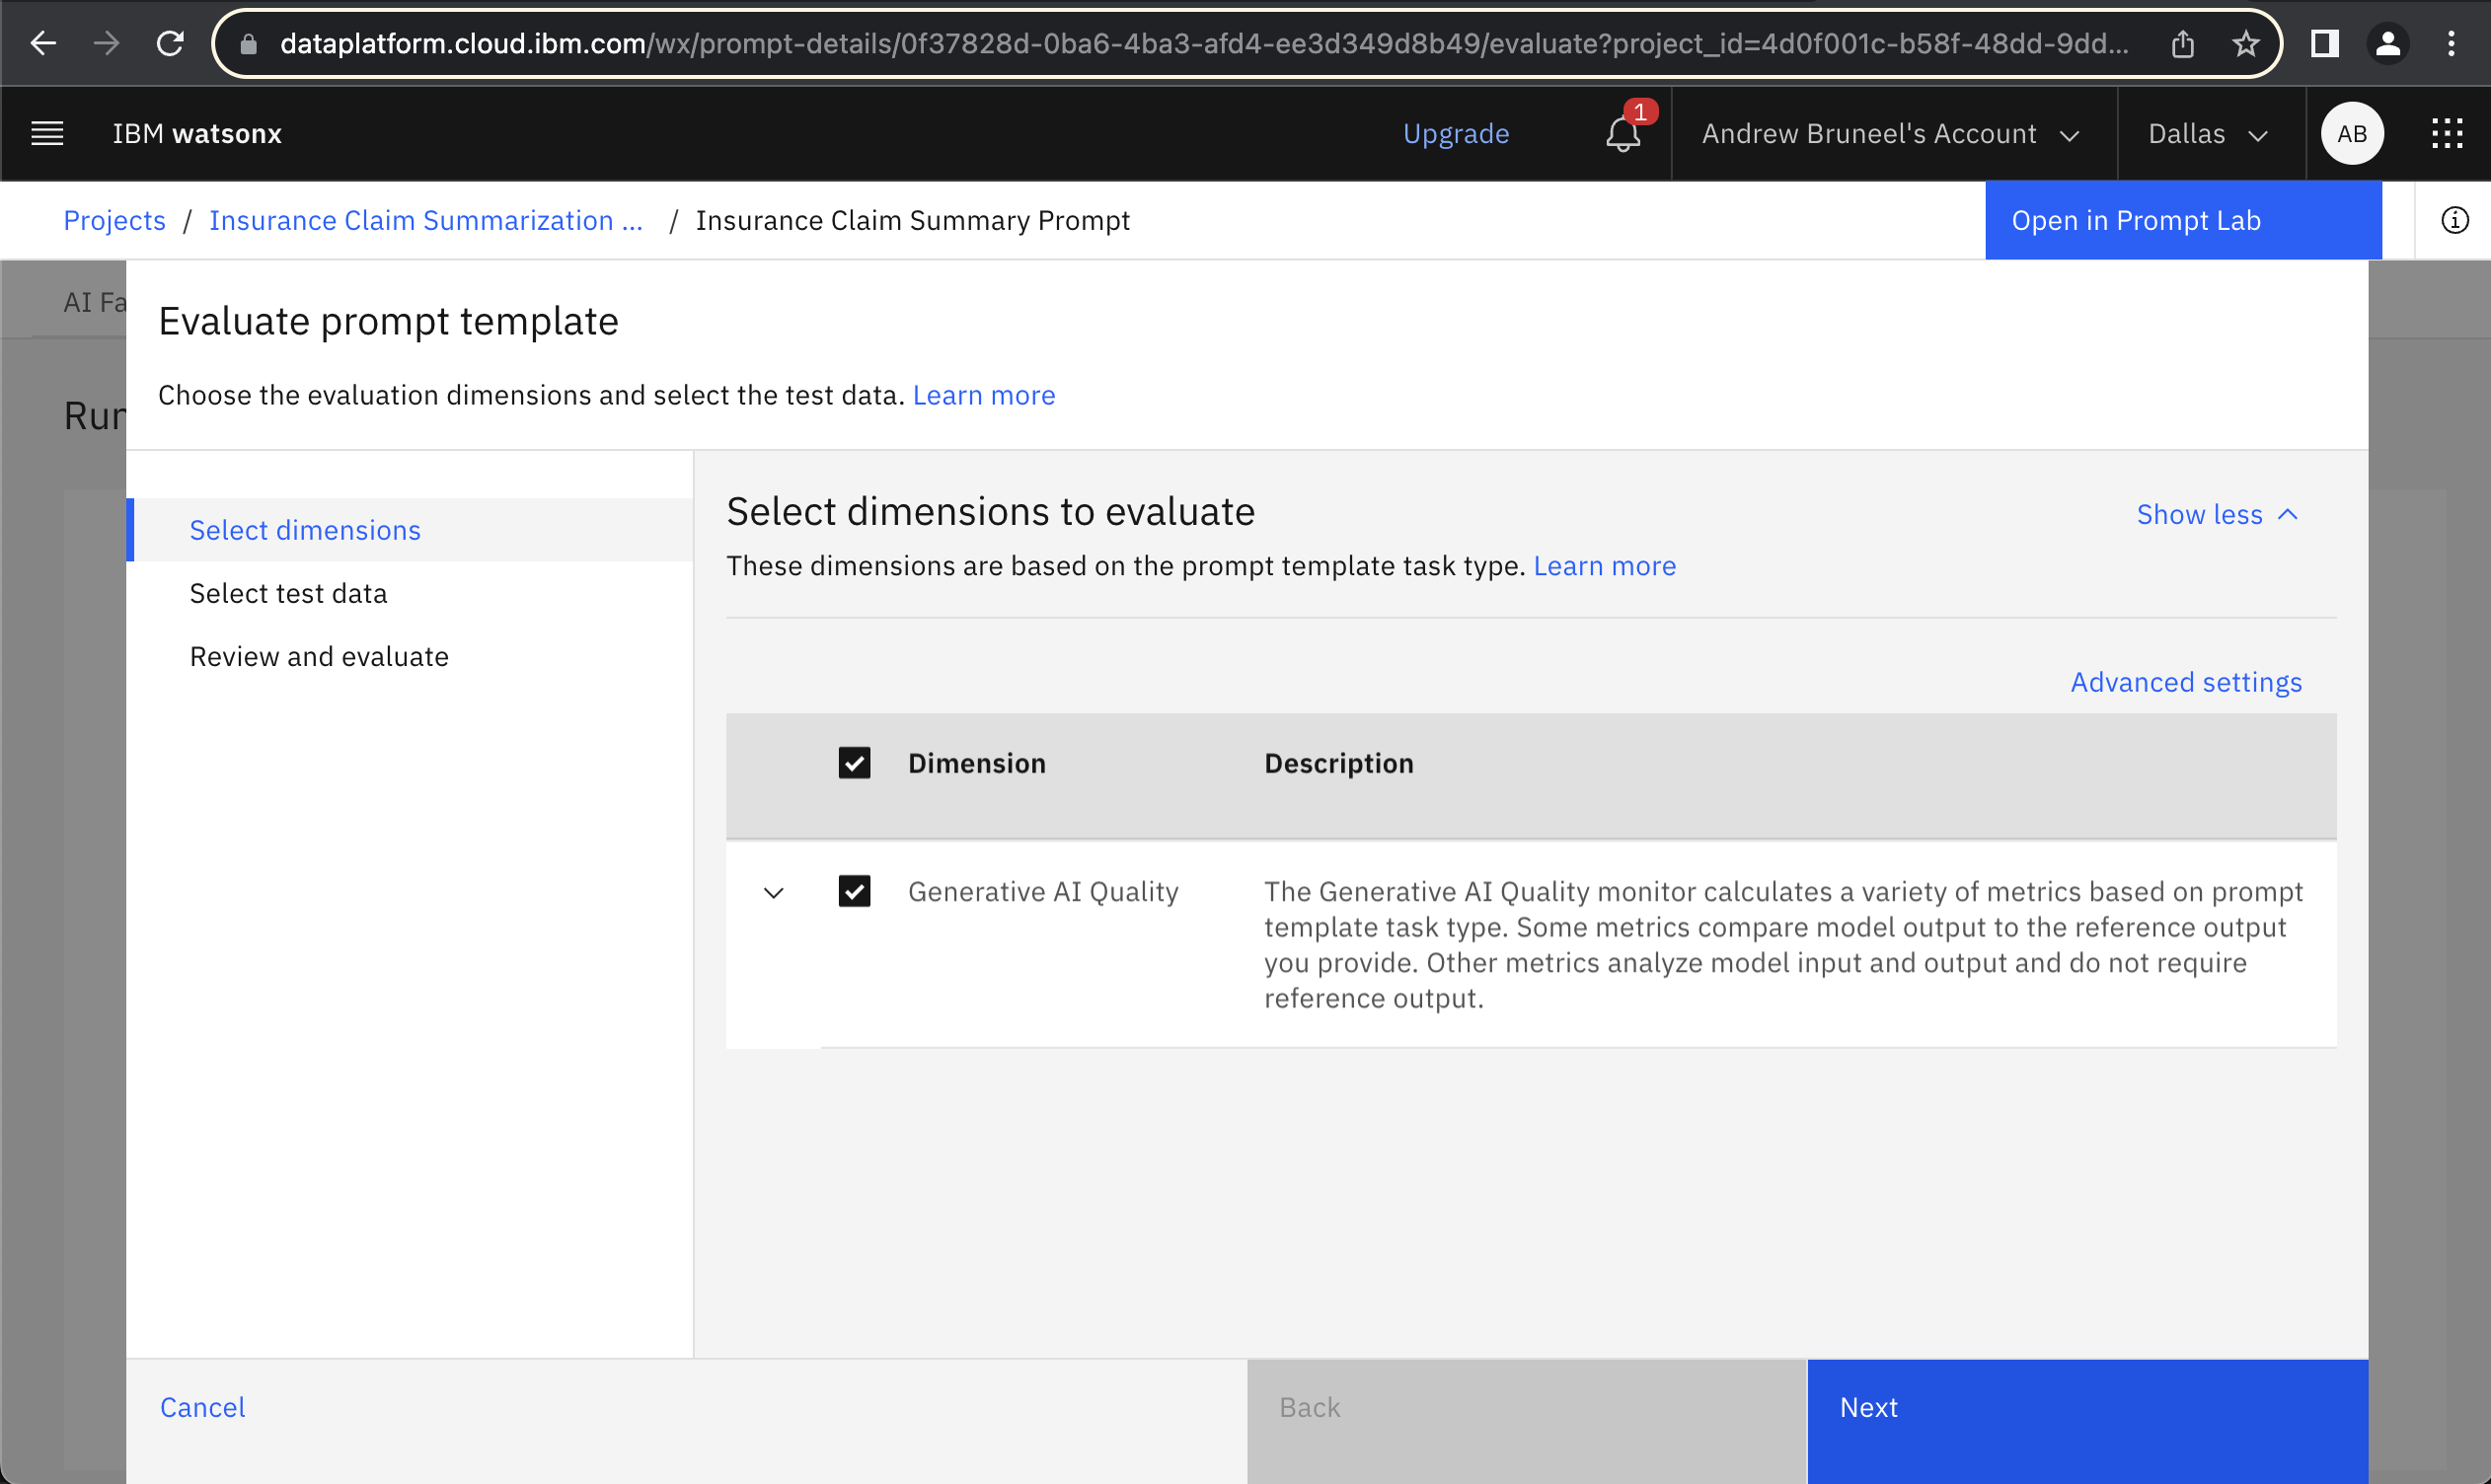 dataplatform.cloud.ibm.com/wx/prompt-details/0f37828d-0ba6-4ba3-afd4-ee3d349d8b49/evaluate?project_id=4d0f001c-b58f-48dd-9dd...
IBM watsonx
Upgrade
1
Andrew Bruneel's Account
Dallas
AB
Projects / Insurance Claim Summarization ... / Insurance Claim Summary Prompt
Open in Prompt Lab
AI Fa
Evaluate prompt template
Choose the evaluation dimensions and select the test data. Learn more
Run
Select dimensions
Select test data
Review and evaluate
Select dimensions to evaluate
Show less
These dimensions are based on the prompt template task type. Learn more
Advanced settings
Dimension
Description
Generative AI Quality
The Generative AI Quality monitor calculates a variety of metrics based on prompt
template task type. Some metrics compare model output to the reference output
you provide. Other metrics analyze model input and output and do not require
reference output.
Cancel
Back
Next